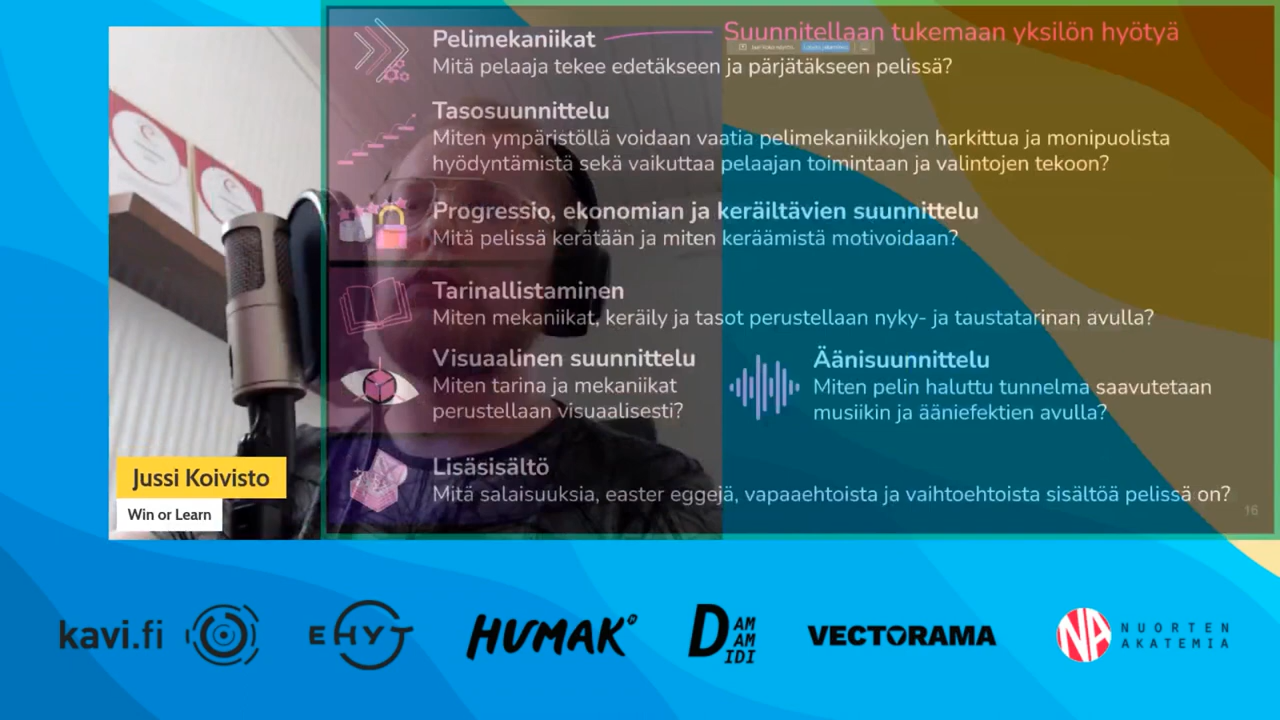 Pelimekaniikat
Suunnitellaan tukemaan yksilön hyötyä
Mitä pelaaja tekee edetäkseen ja pärjätäkseen pelissä?
Tasosuunnittelu
Miten ympäristöllä voidaan vaatia pelimekaniikkojen harkittua ja monipuolista
hyödyntämistä sekä vaikuttaa pelaajan toimintaan ja valintojen tekoon?
Progressio, ekonomian ja keräiltävien suunnittelu
Mitä pelissä kerätään ja miten keräämistä motivoidaan?
Tarinallistaminen
Miten mekaniikat, keräily ja tasot perustellaan nyky- ja taustatarinan avulla?
Visuaalinen suunnittelu
Miten tarina ja mekaniikat
perustellaan visuaalisesti?
Äänisuunnittelu
Miten pelin haluttu tunnelma saavutetaan
musiikin ja ääniefektien avulla?
Lisäsisältö
Mitä salaisuuksia, easter eggejä, vapaaehtoista ja vaihtoehtoista sisältöä pelissä on?
16
Jussi Koivisto
Win or Learn
kavi.fi
EHYT
HUMAK
DAM
AM
IDI
VECTORAMA
NA
NUORTEN
AKATEMIA